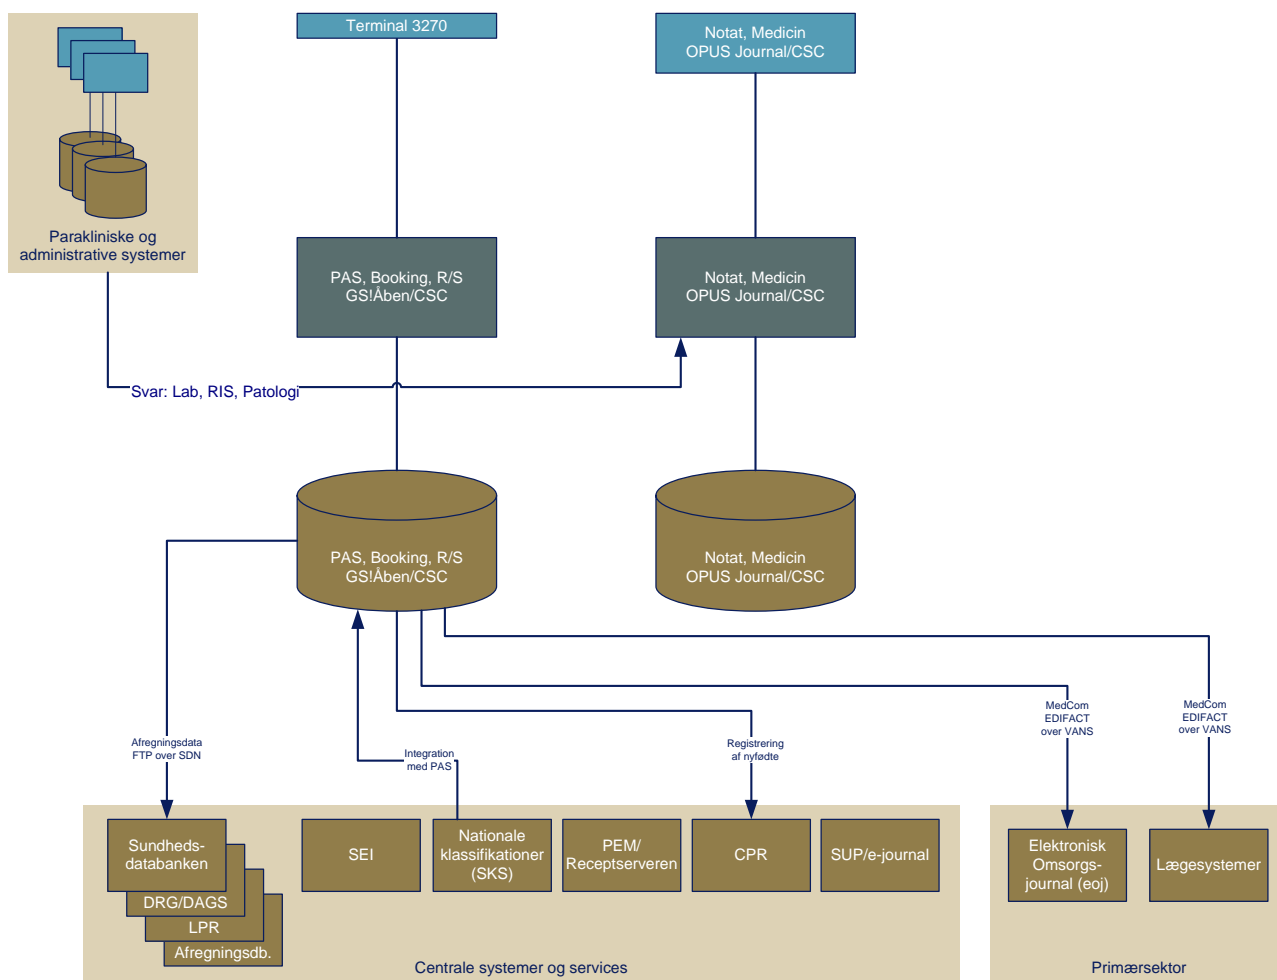 Terminal 3270
Notat, Medicin
OPUS Journal/CSC
Parakliniske og
administrative systemer
PAS, Booking, R/S
GS!Åben/CSC
Notat, Medicin
OPUS Journal/CSC
Svar: Lab, RIS, Patologi
PAS, Booking, R/S
GS!Åben/CSC
Notat, Medicin
OPUS Journal/CSC
Afregningsdata
FTP over SDN
Integration
med PAS
Registrering
af nyfødte
MedCom
EDIFACT
over VANS
MedCom
EDIFACT
over VANS
Sundheds-
databanken
DRG/DAGS
LPR
Afregningsdb.
SEI
Nationale
klassifikationer
(SKS)
PEM/
Receptserveren
CPR
SUP/e-journal
Elektronisk
Omsorgs-
journal (eoj)
Lægesystemer
Centrale systemer og services
Primærsektor